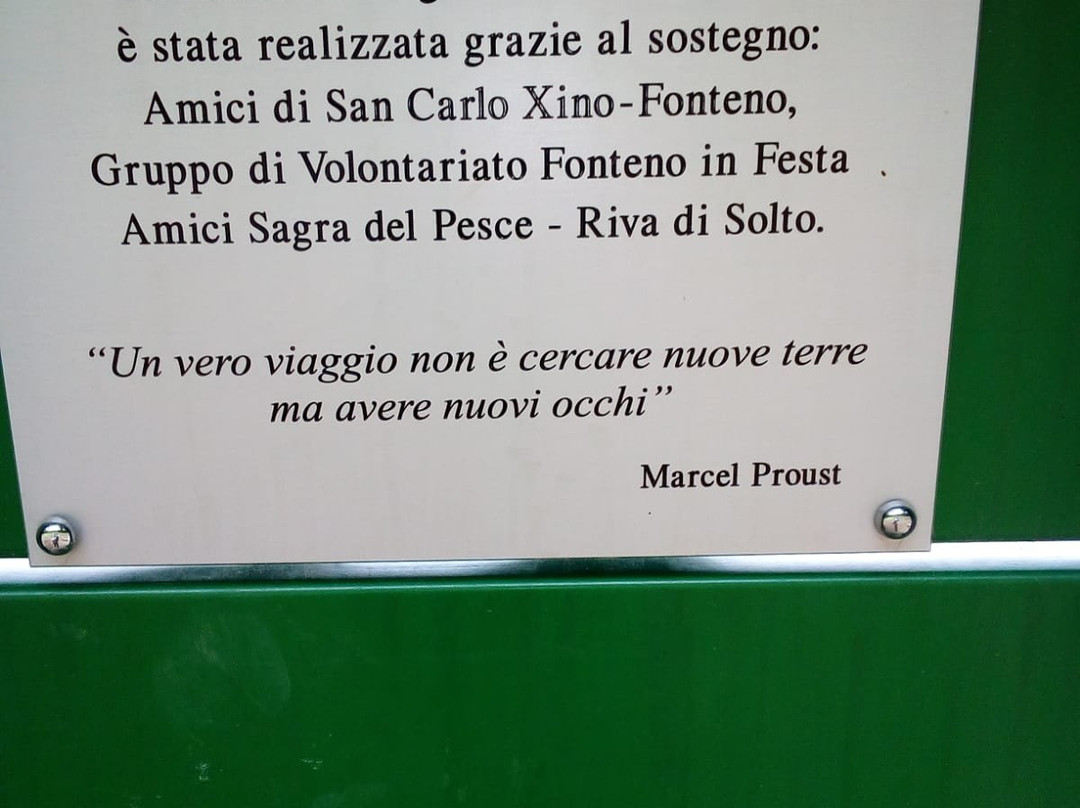 è stata realizzata grazie al sostegno:
Amici di San Carlo Xino-Fonteno,
Gruppo di Volontariato Fonteno in Festa
Amici Sagra del Pesce - Riva di Solto.
“Un vero viaggio non è cercare nuove terre
ma avere nuovi occhi”
Marcel Proust